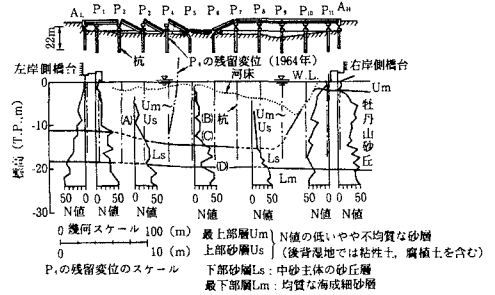 A_L P₁ P₂ P₃ P₄ P₅ P₆ P₇ P₈ P₉ P₁₀ P₁₁ A_R
22m
杭 P₄の残留変位(1964年)
左岸側橋台 河床 W.L. 右岸側橋台
0 Um~ Us 杭 Um~ Us Um
(A) (B) (C) (D)
-10
-20
-30
標高(T.P.,m)
Ls Ls Lm
牡丹山砂丘
50 0 0 50 0 50 0 50 0 50 50 0 0 50
N値 N値 N値 N値 N値 N値 N値
0 幾何スケール 100 (m)
0 10 (m)
P₄の残留変位のスケール
最上部層Um
上部砂層Us
N値の低いやや不均質な砂層
(後背湿地では粘性土,腐植土を含む)
下部砂層Ls:中砂主体の砂丘層
最下部層Lm:均質な海成細砂層